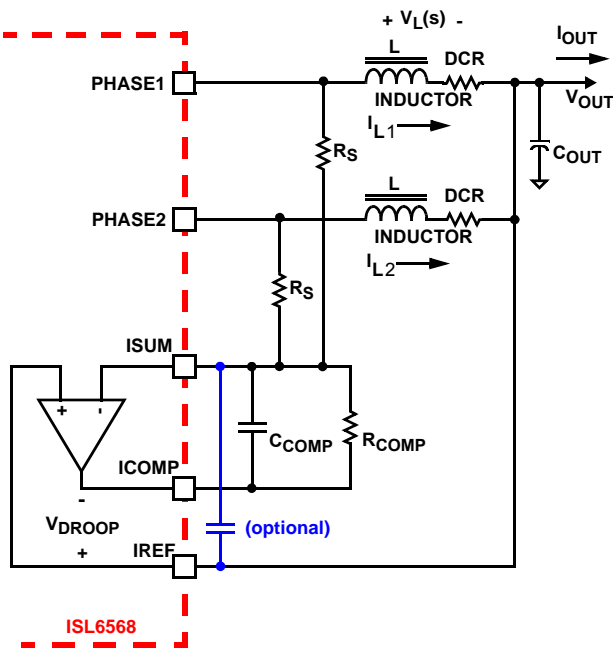 + VL(s) -
L
DCR
IOUT
PHASE1
INDUCTOR
VOUT
IL1
RS
COUT
L
DCR
PHASE2
INDUCTOR
IL2
RS
ISUM
+ -
CCOMP
RCOMP
ICOMP
-
VDROOP
(optional)
+
IREF
ISL6568